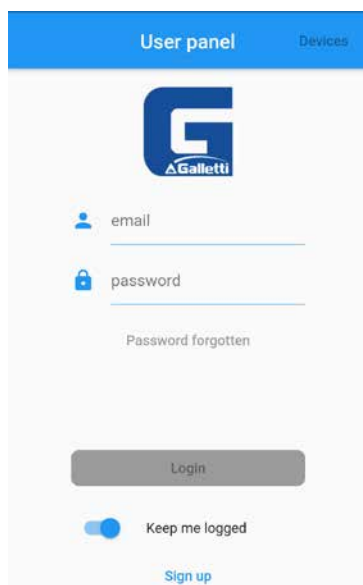 User panel
Devices
Galletti
email
password
Password forgotten
Login
Keep me logged
Sign up